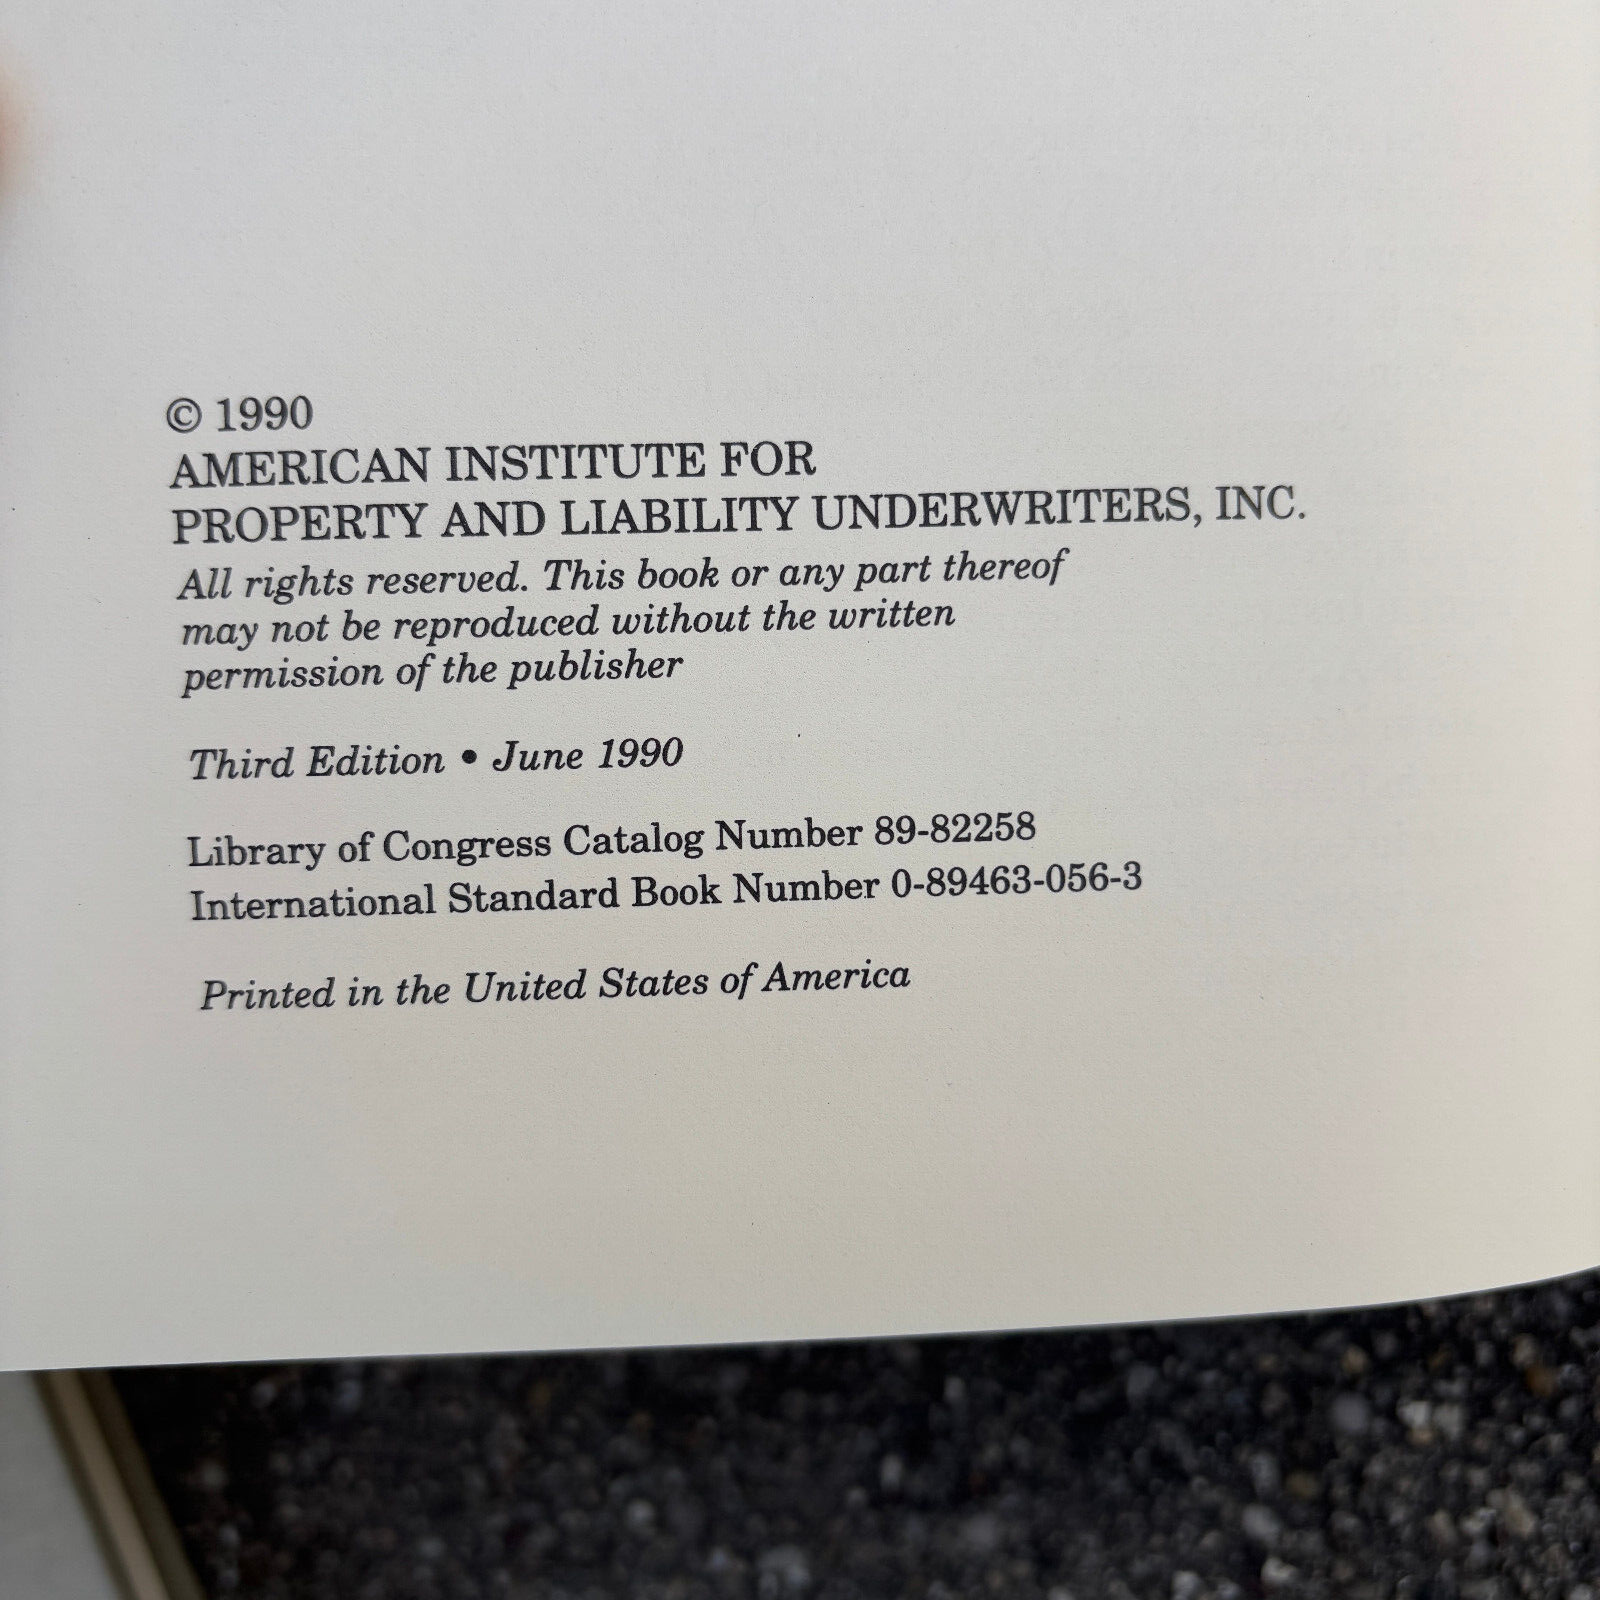 © 1990
AMERICAN INSTITUTE FOR
PROPERTY AND LIABILITY UNDERWRITERS, INC.
All rights reserved. This book or any part thereof
may not be reproduced without the written
permission of the publisher
Third Edition • June 1990
Library of Congress Catalog Number 89-82258
International Standard Book Number 0-89463-056-3
Printed in the United States of America